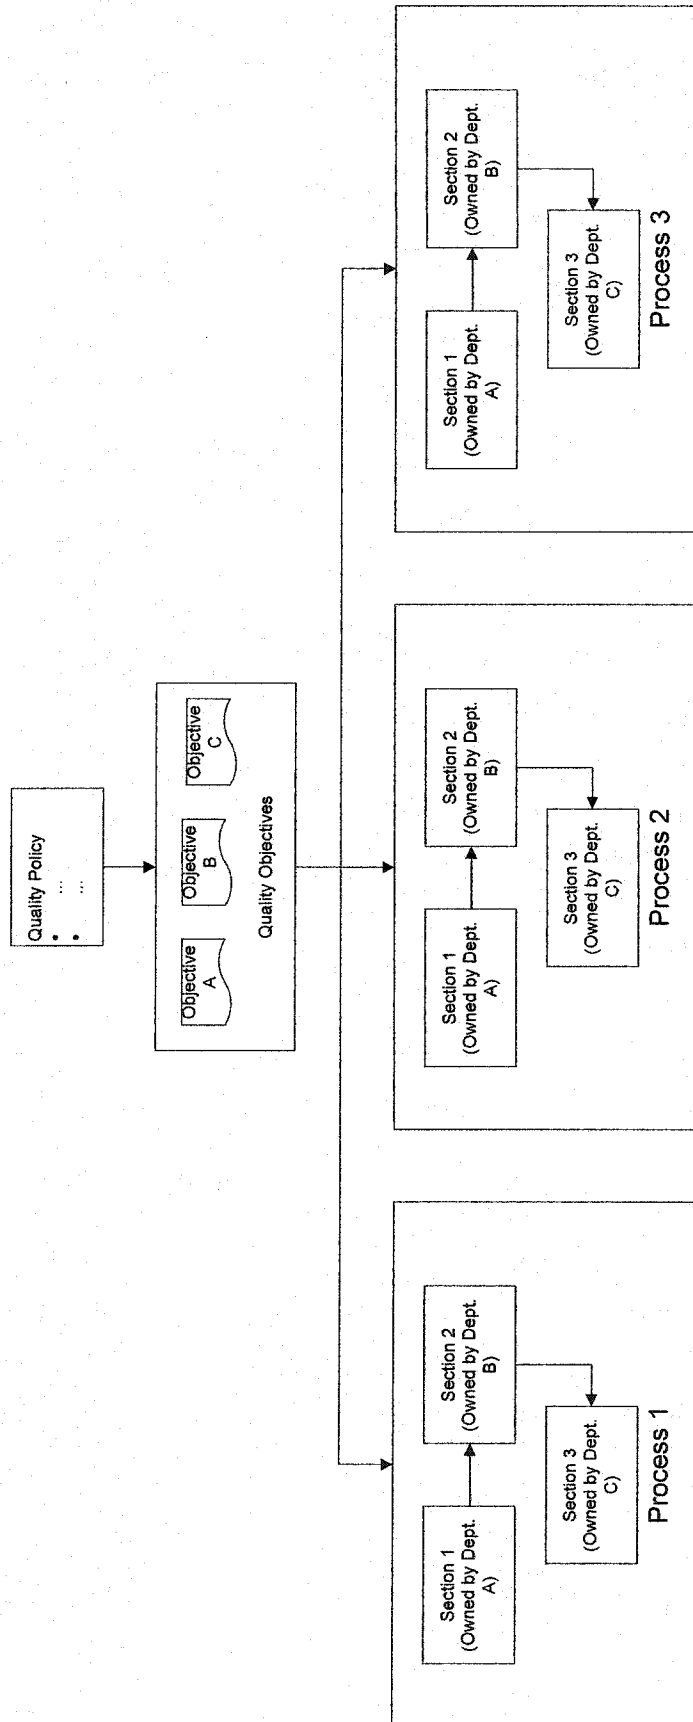 Quality Policy
• ...
• ...
Objective
A
Objective
B
Objective
C
Quality Objectives
Section 1
(Owned by Dept.
A)
Section 2
(Owned by Dept.
B)
Section 3
(Owned by Dept.
C)
Process 1
Section 1
(Owned by Dept.
A)
Section 2
(Owned by Dept.
B)
Section 3
(Owned by Dept.
C)
Process 2
Section 1
(Owned by Dept.
A)
Section 2
(Owned by Dept.
B)
Section 3
(Owned by Dept.
C)
Process 3